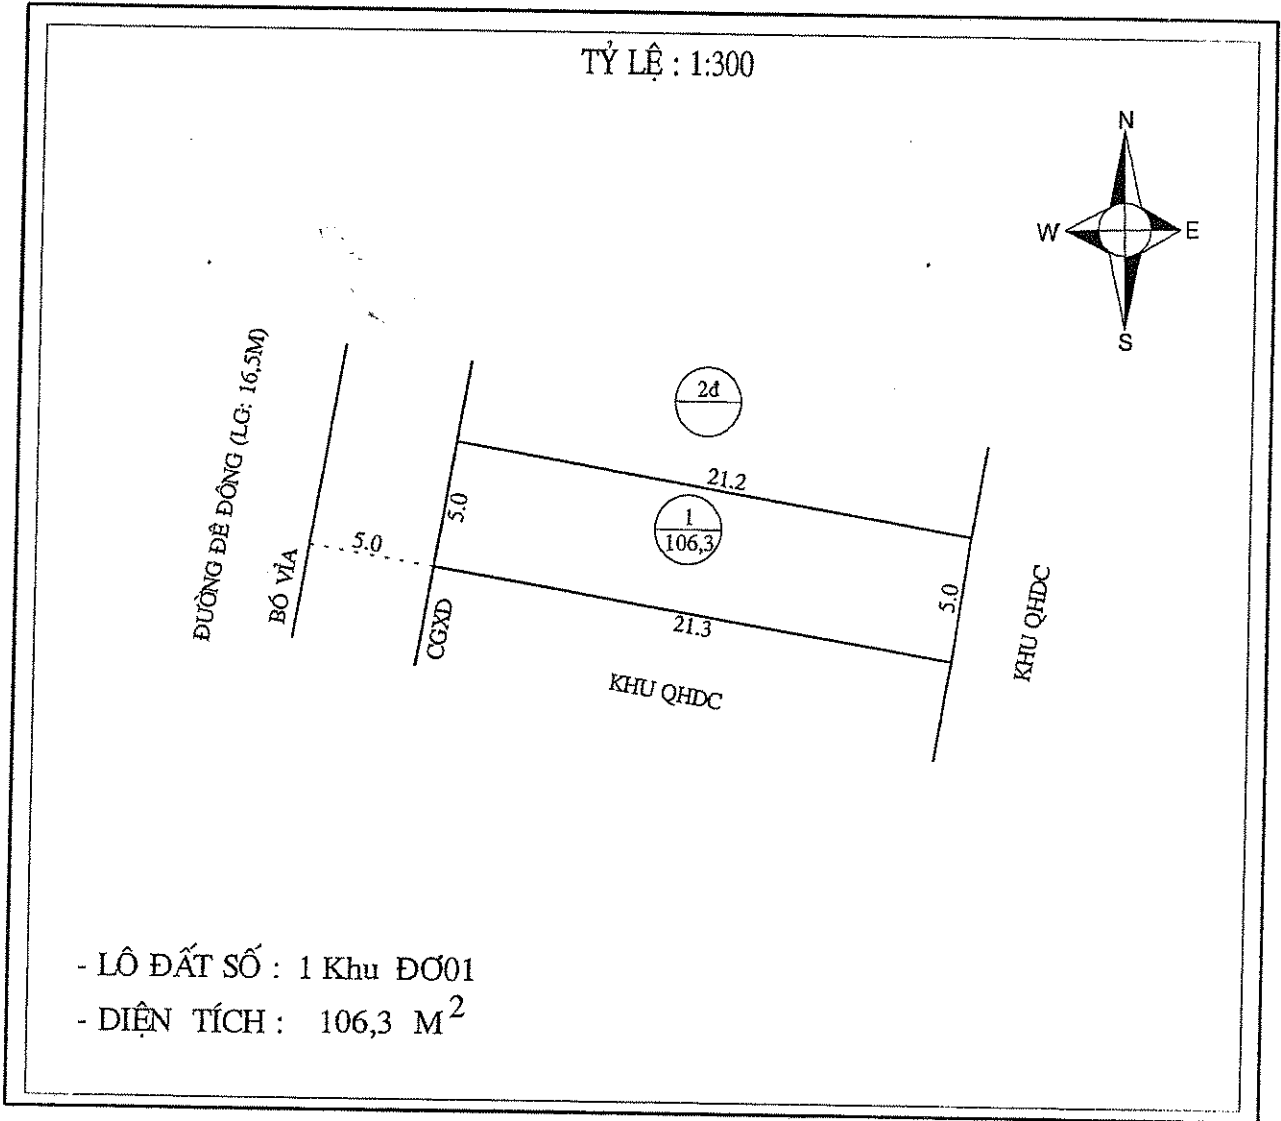 TỶ LỆ : 1:300
N
W
E
S
ĐƯỜNG ĐÊ ĐÔNG (LG: 16,5M)
BÓ VỈA
5.0
CGXD
5.0
2đ
21.2
1
106,3
21.3
5.0
KHU QHDC
KHU QHDC
- LÔ ĐẤT SỐ : 1 Khu ĐƠ01
- DIỆN TÍCH : 106,3 M²